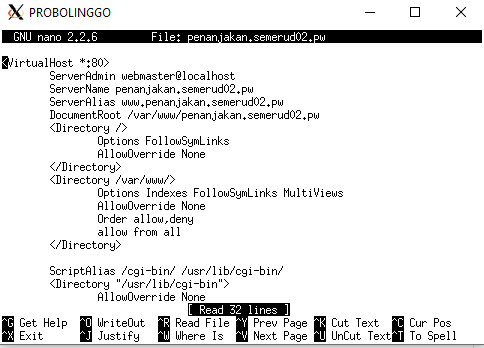 PROBOLINGGO
GNU nano 2.2.6 File: penanjakan.semerud02.pw
<VirtualHost *:80>
ServerAdmin webmaster@localhost
ServerName penanjakan.semerud02.pw
ServerAlias www.penanjakan.semerud02.pw
DocumentRoot /var/www/penanjakan.semerud02.pw
<Directory />
Options FollowSymLinks
AllowOverride None
</Directory>
<Directory /var/www/>
Options Indexes FollowSymLinks MultiViews
AllowOverride None
Order allow,deny
allow from all
</Directory>
ScriptAlias /cgi-bin/ /usr/lib/cgi-bin/
<Directory "/usr/lib/cgi-bin">
AllowOverride None
[ Read 32 lines ]
^G Get Help ^O WriteOut ^R Read File ^Y Prev Page ^K Cut Text ^C Cur Pos
^X Exit ^J Justify ^W Where Is ^V Next Page ^U UnCut Text ^T To Spell